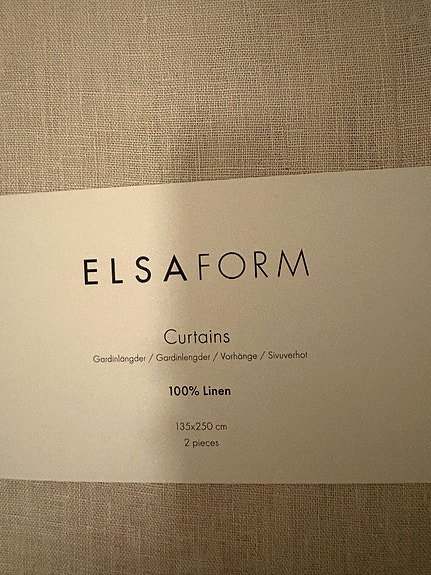 ELSAFORM
Curtains
Gardinlängder / Gardinlengder / Vorhänge / Sivuverhot
100% Linen
135x250 cm
2 pieces